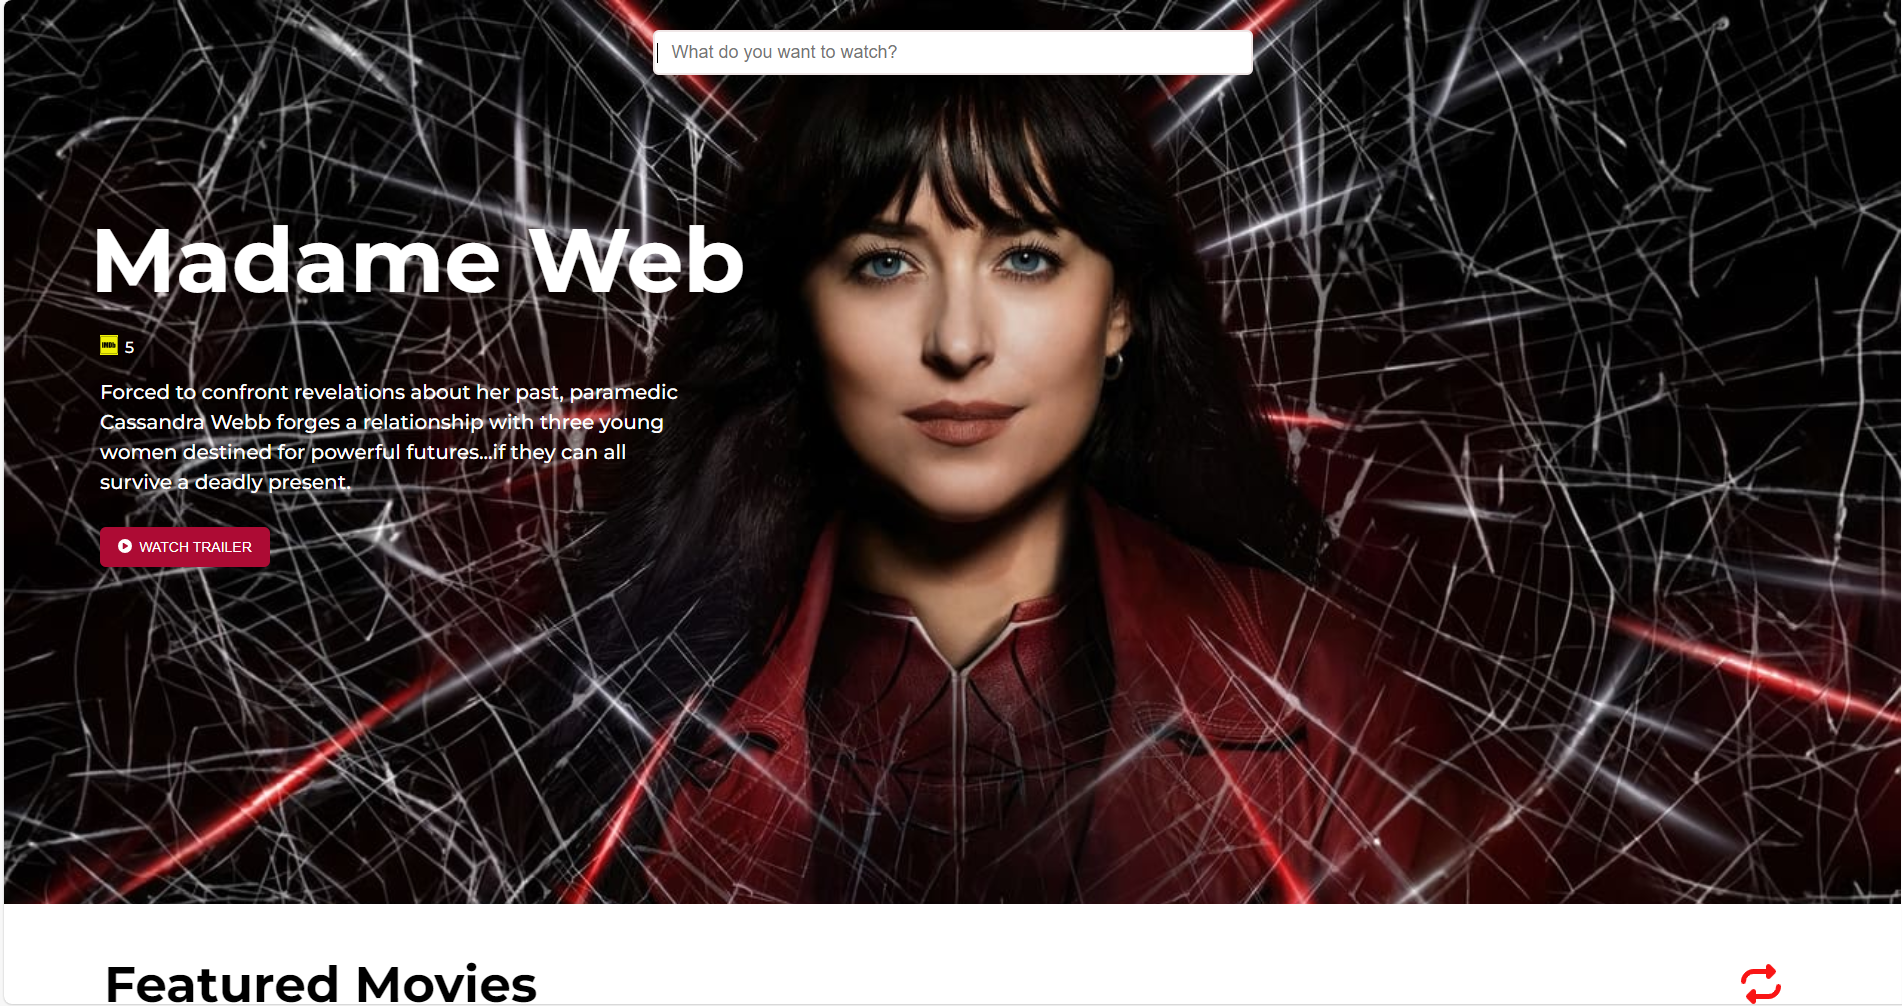 What do you want to watch?
Madame Web
IMDb 5
Forced to confront revelations about her past, paramedic
Cassandra Webb forges a relationship with three young
women destined for powerful futures...if they can all
survive a deadly present.
WATCH TRAILER
Featured Movies